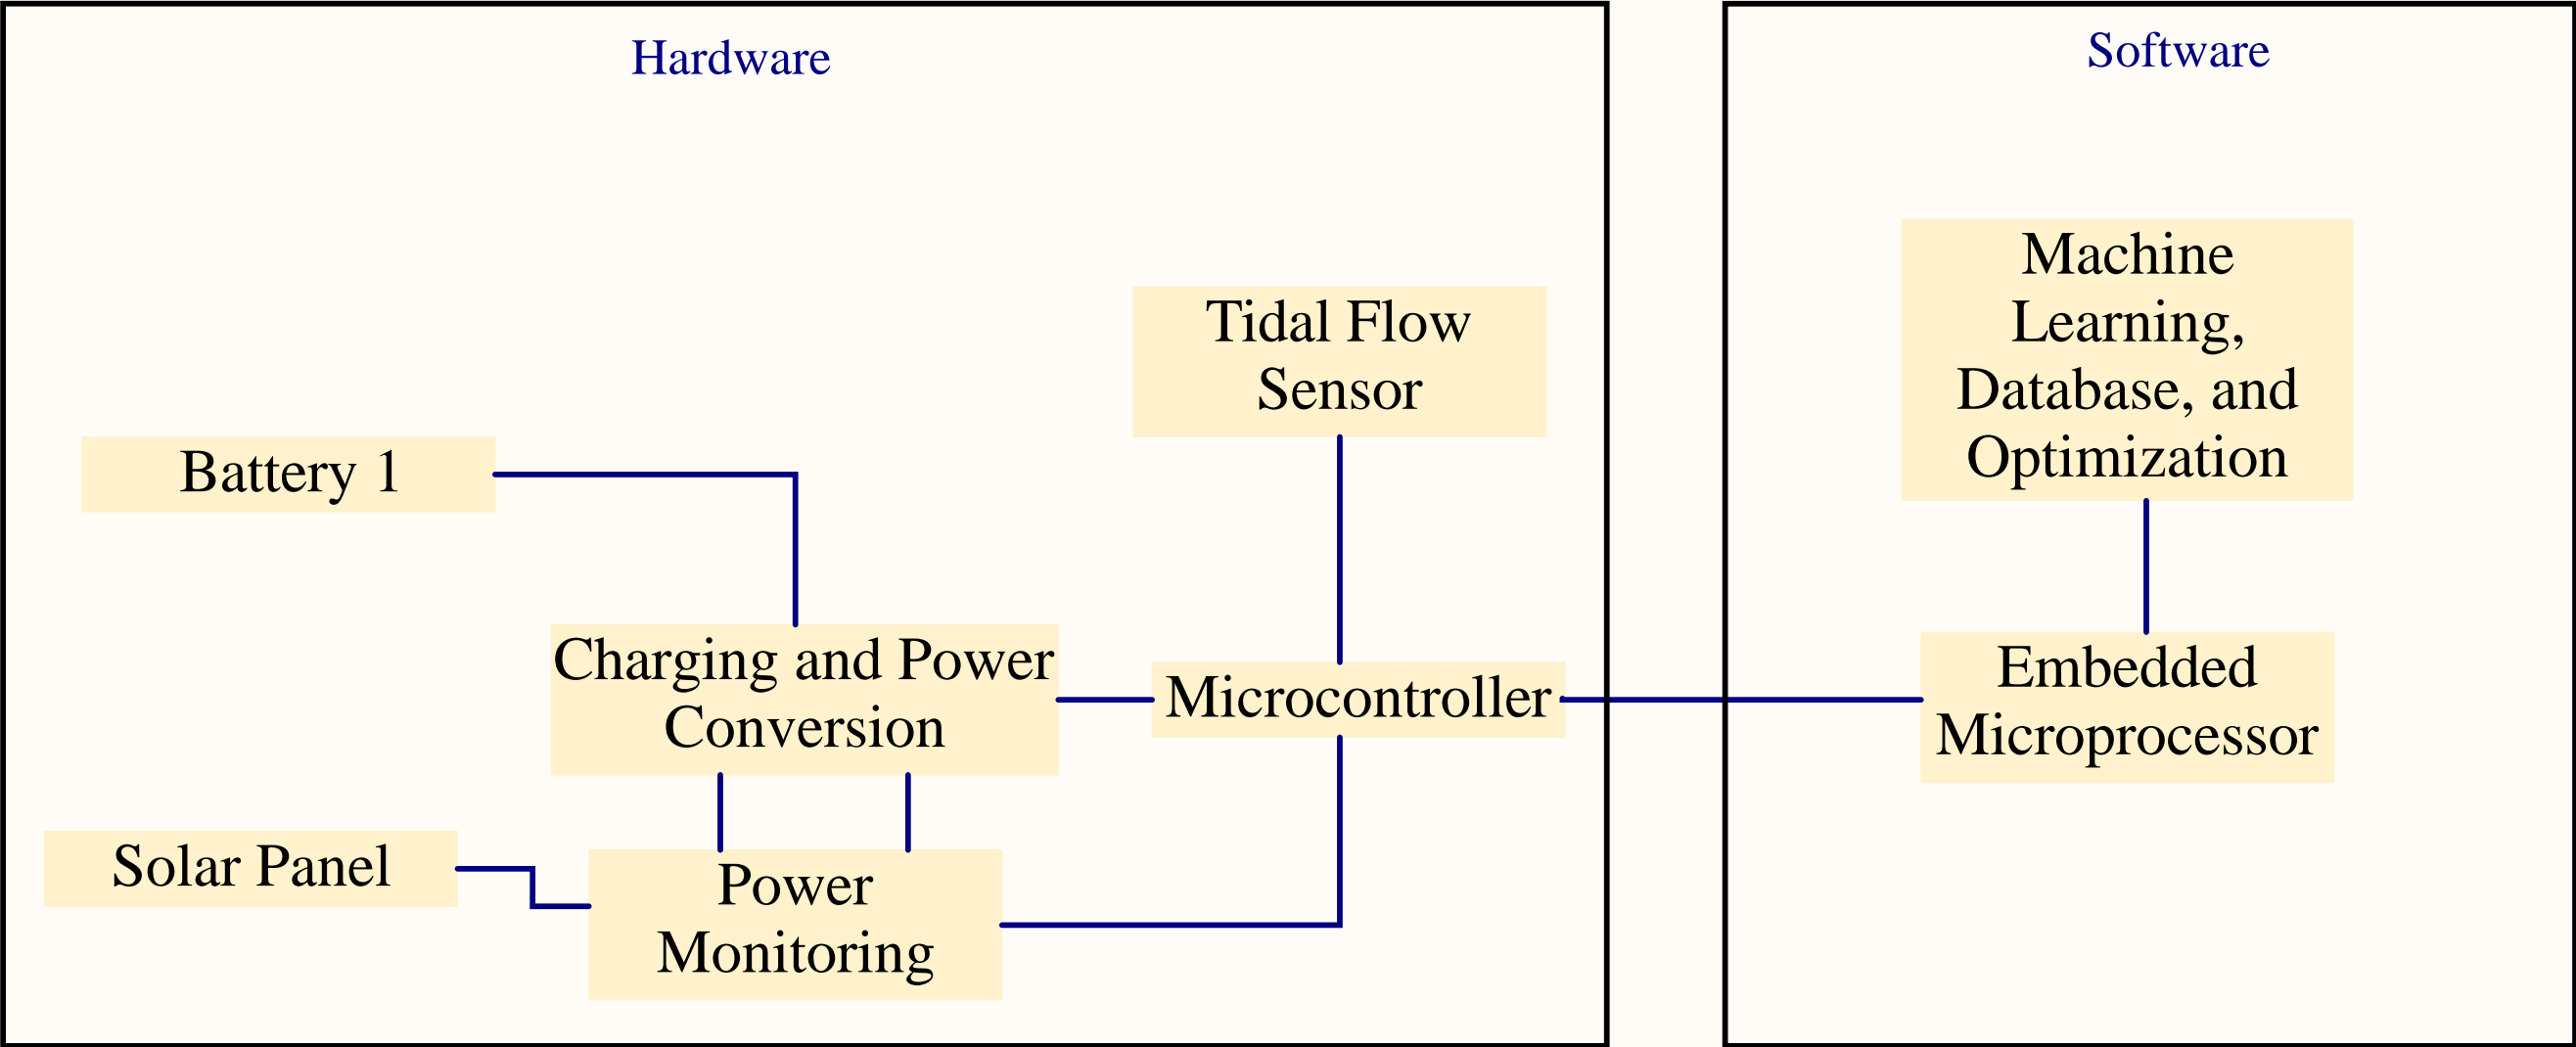 Hardware
Software
Machine
Learning,
Database, and
Optimization
Tidal Flow
Sensor
Battery 1
Charging and Power
Conversion
Microcontroller
Embedded
Microprocessor
Solar Panel
Power
Monitoring